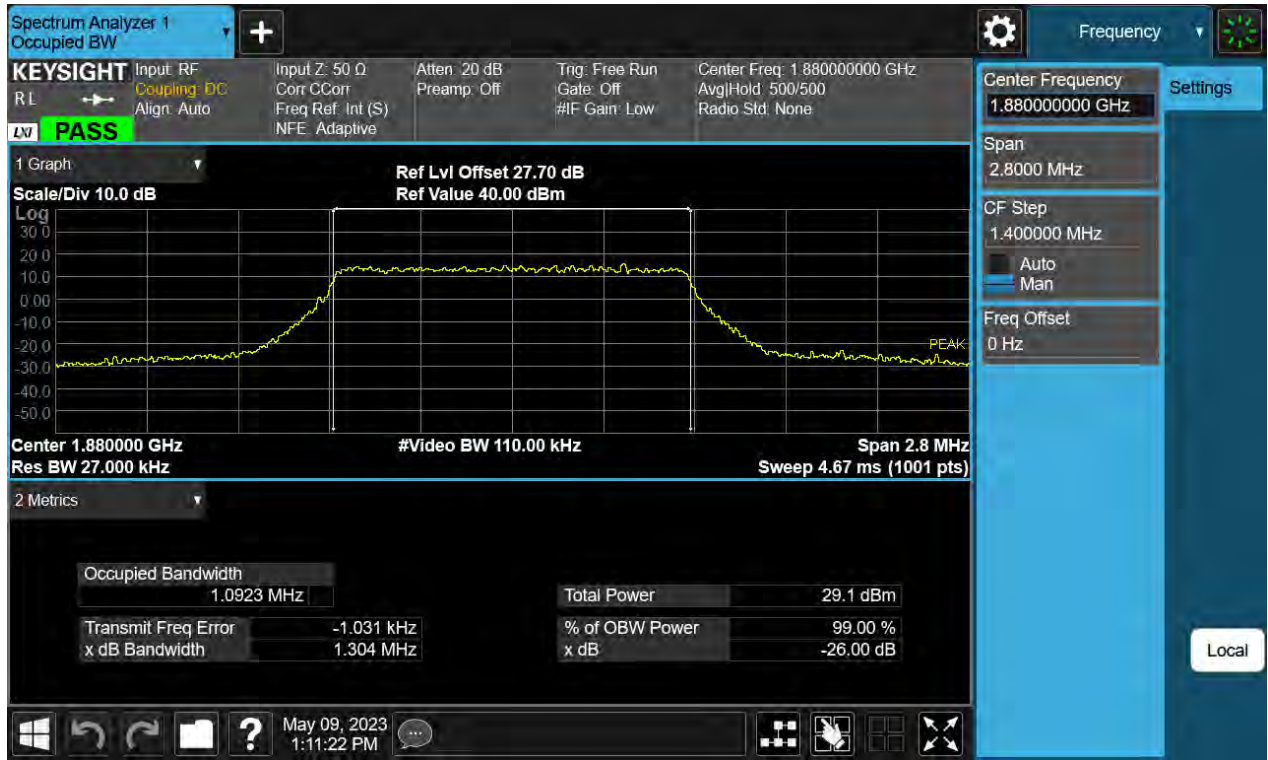 Spectrum Analyzer 1
Occupied BW
+
Frequency
KEYSIGHT
RL
LXI PASS
Input: RF
Coupling: DC
Align: Auto
Input Z: 50 Ω
Corr CCorr
Freq Ref: Int (S)
NFE: Adaptive
Atten: 20 dB
Preamp: Off
Trig: Free Run
Gate: Off
#IF Gain: Low
Center Freq: 1.880000000 GHz
Avg|Hold: 500/500
Radio Std: None
1 Graph
Scale/Div 10.0 dB
Ref Lvl Offset 27.70 dB
Ref Value 40.00 dBm
Log
30.0
20.0
10.0
0.00
-10.0
-20.0
-30.0
-40.0
-50.0
PEAK
Center 1.880000 GHz
Res BW 27.000 kHz
#Video BW 110.00 kHz
Span 2.8 MHz
Sweep 4.67 ms (1001 pts)
2 Metrics
Occupied Bandwidth
1.0923 MHz
Transmit Freq Error -1.031 kHz
x dB Bandwidth 1.304 MHz
Total Power 29.1 dBm
% of OBW Power 99.00 %
x dB -26.00 dB
Center Frequency
1.880000000 GHz
Span
2.8000 MHz
CF Step
1.400000 MHz
Auto
Man
Freq Offset
0 Hz
Settings
Local
?
May 09, 2023
1:11:22 PM